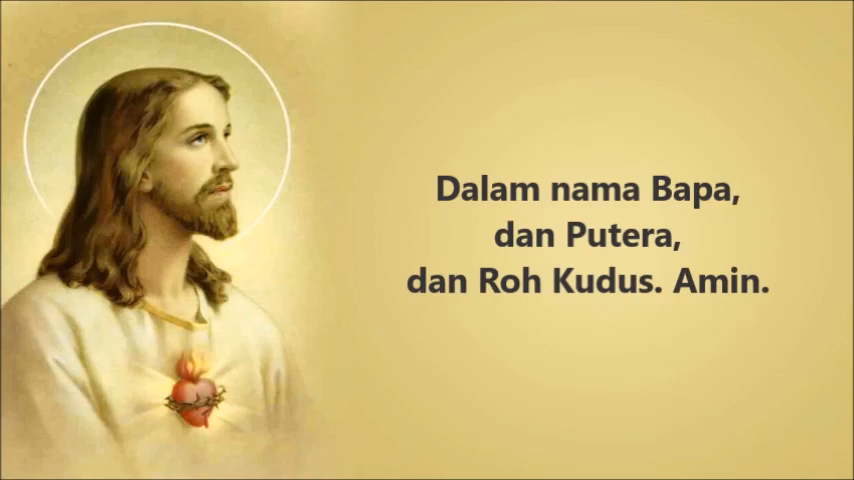 Dalam nama Bapa,
dan Putera,
dan Roh Kudus. Amin.